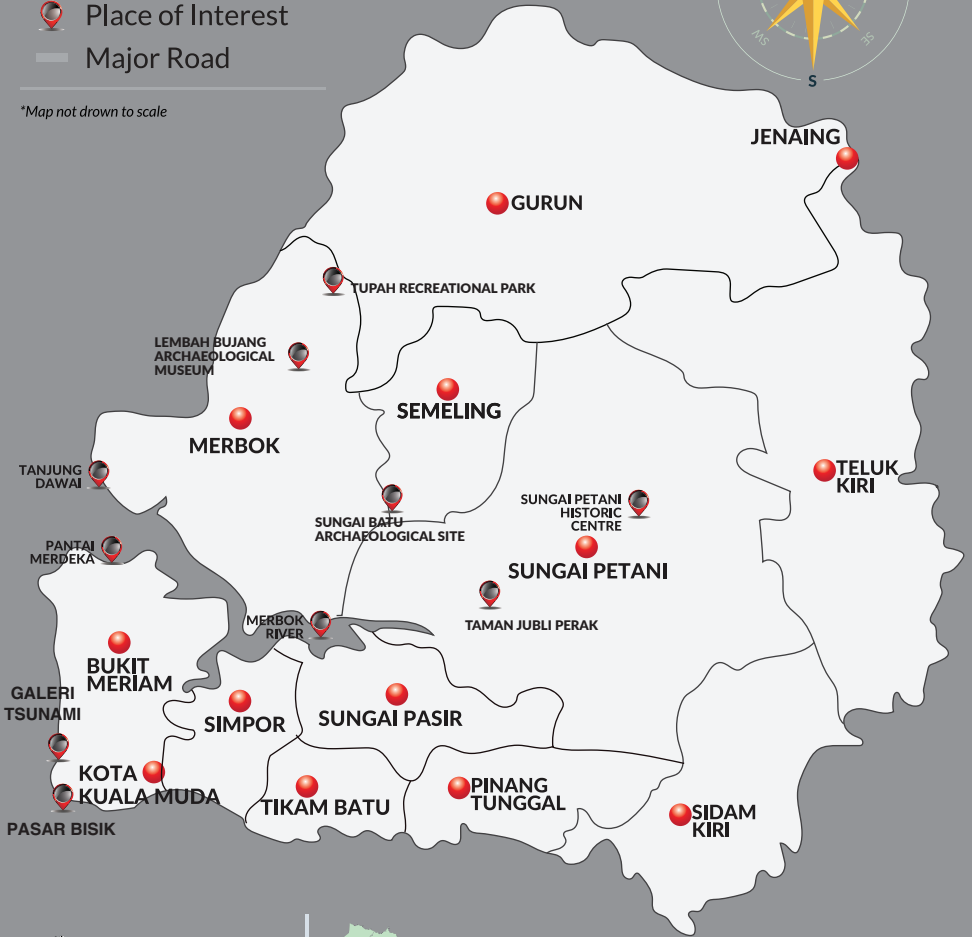 Place of Interest
Major Road
*Map not drown to scale
SW
SE
S
JENAING
GURUN
TUPAH RECREATIONAL PARK
LEMBAH BUJANG
ARCHAEOLOGICAL
MUSEUM
SEMELING
MERBOK
TANJUNG
DAWAI
TELUK
KIRI
SUNGAI PETANI
HISTORIC
CENTRE
SUNGAI BATU
ARCHAEOLOGICAL SITE
PANTAI
MERDEKA
SUNGAI PETANI
MERBOK
RIVER
TAMAN JUBLI PERAK
BUKIT
MERIAM
GALERI
TSUNAMI
SIMPOR
SUNGAI PASIR
KOTA
KUALA MUDA
TIKAM BATU
PINANG
TUNGGAL
SIDAM
KIRI
PASAR BISIK